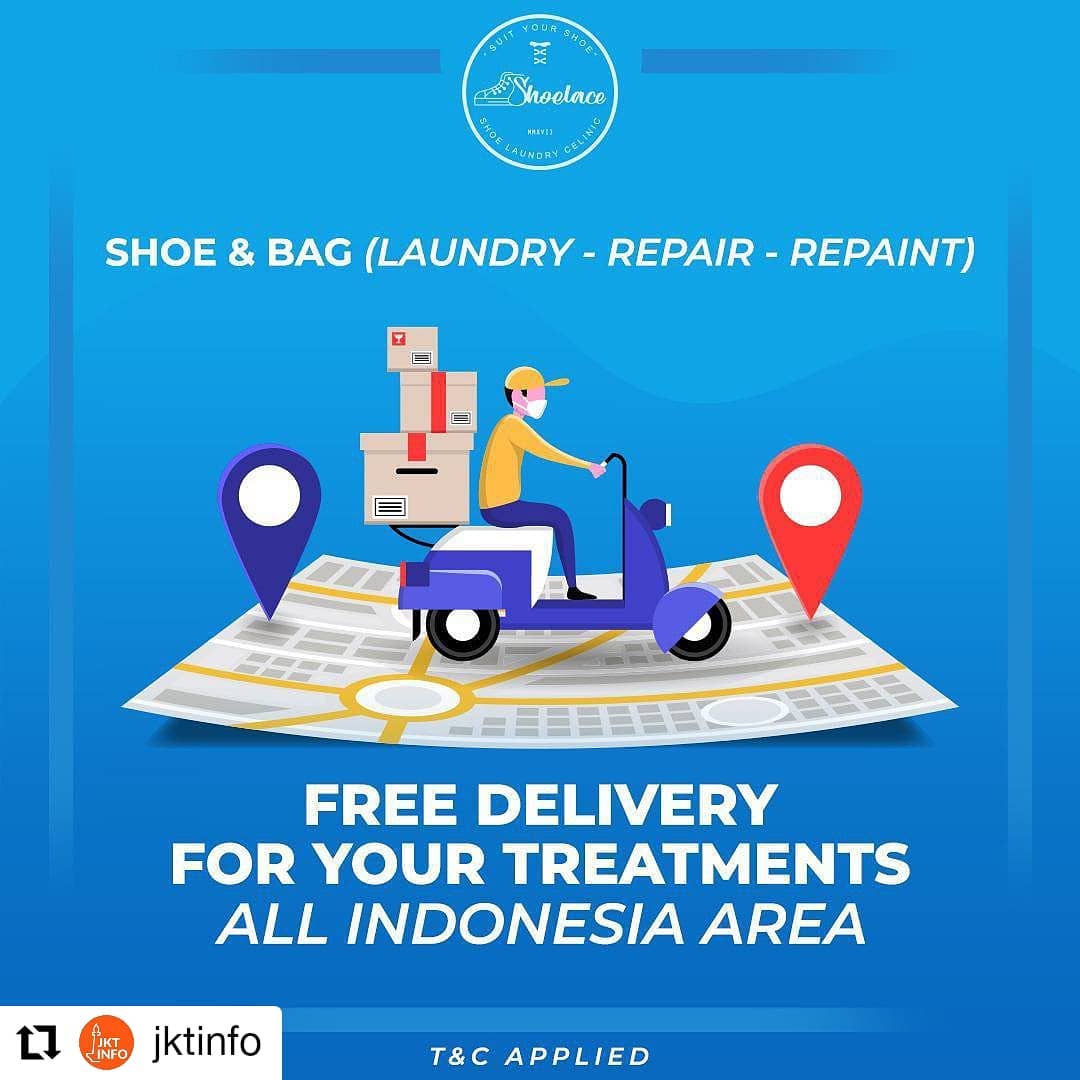 "SUIT YOUR SHOE"
Shoelace
MMXVII
SHOE LAUNDRY CELINIC
SHOE & BAG (LAUNDRY - REPAIR - REPAINT)
FREE DELIVERY
FOR YOUR TREATMENTS
ALL INDONESIA AREA
JKT
INFO
jktinfo
T&C APPLIED